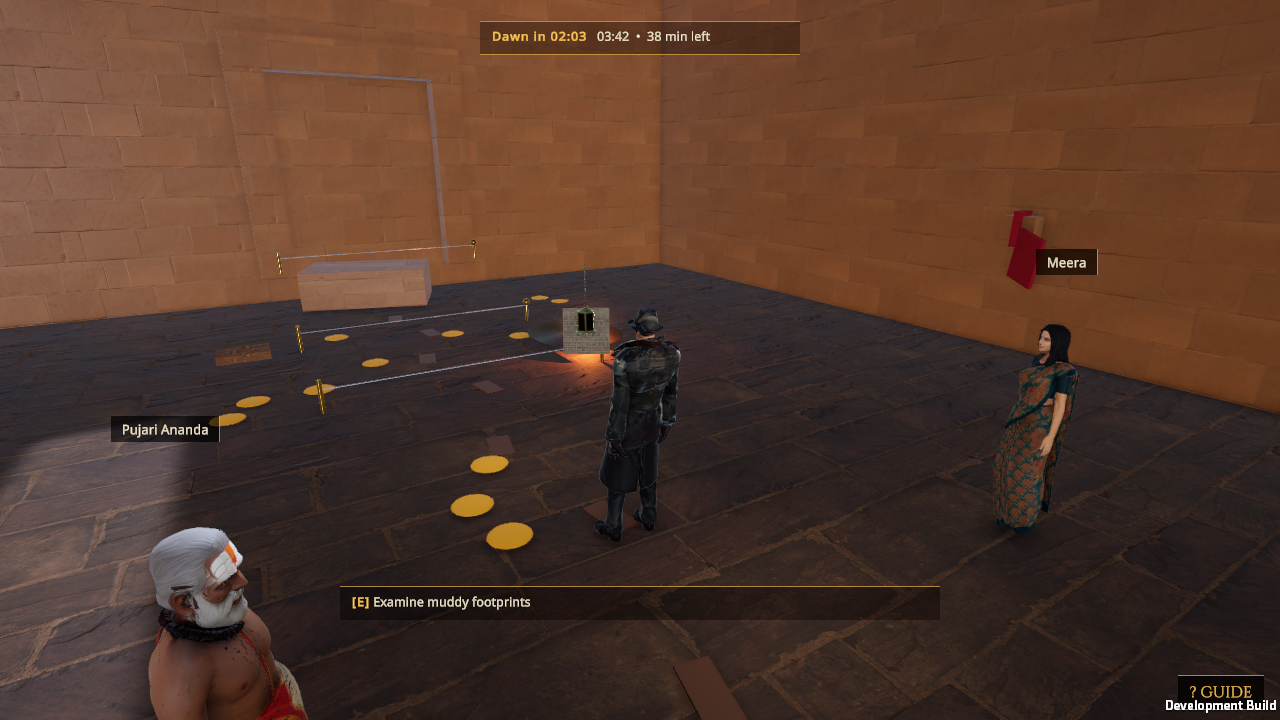 Dawn in 02:03 03:42 • 38 min left
Meera
Pujari Ananda
[E] Examine muddy footprints
? GUIDE
Development Build